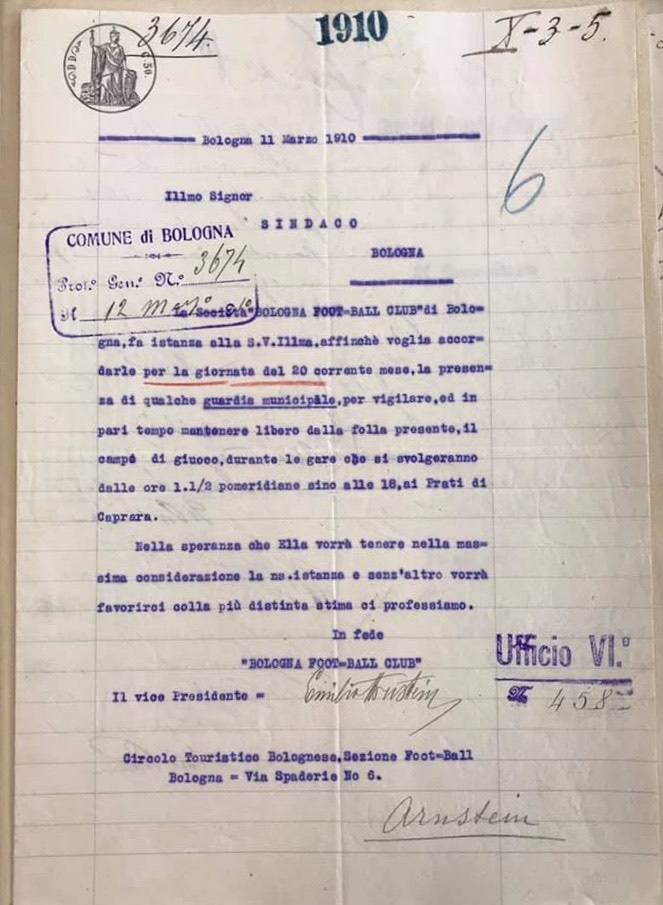 3674.
1910
X-3-5.
C. 50.
Bologna 11 Marzo 1910
6
Illmo Signor
SINDACO
BOLOGNA
COMUNE di BOLOGNA
Prot.º Gen.º N.º 3674
Il 12 Marzo 910
la Società"BOLOGNA FOOT=BALL CLUB"di Bolo=
gna,fa istanza alla S.V.Illma,affinchè voglia accor=
darle per la giornata del 20 corrente mese,la presen=
za di qualche guardia municipale,per vigilare,ed in
pari tempo mantenere libero dalla folla presente,il
campo di giuoco,durante le gare che si svolgeranno
dalle ore 1.1/2 pomeridiane sino alle 18,ai Prati di
Caprara.
Nella speranza che Ella vorrà tenere nella mas=
sima considerazione la ns.istanza e sens'altro vorrà
favorirci colla più distinta stima ci professiamo.
In fede
"BOLOGNA FOOT=BALL CLUB"
Ufficio VI.º
N 458
Il vice Presidente = Emilio Arnstein
Circolo Touristico Bolognese,Sezione Foot=Ball
Bologna = Via Spaderie No 6.
Arnstein